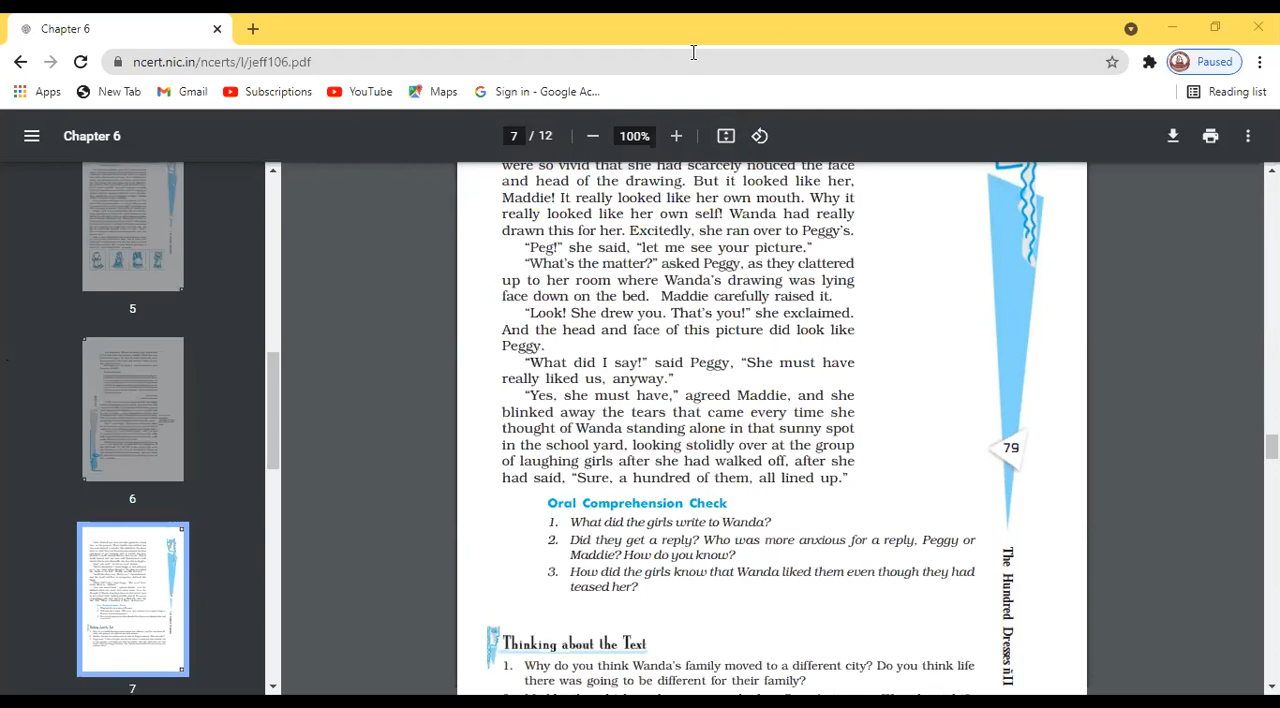 Chapter 6
ncert.nic.in/ncerts/l/jeff106.pdf
Paused
Apps
New Tab
Gmail
Subscriptions
YouTube
Maps
Sign in - Google Ac...
Reading list
Chapter 6
7 / 12
100%
5
6
7
were so vivid that she had scarcely noticed the face
and head of the drawing. But it looked like her,
Maddie! It really looked like her own mouth. Why it
really looked like her own self! Wanda had really
drawn this for her. Excitedly, she ran over to Peggy's.
“Peg!” she said, “let me see your picture.”
“What's the matter?” asked Peggy, as they clattered
up to her room where Wanda's drawing was lying
face down on the bed. Maddie carefully raised it.
“Look! She drew you. That's you!” she exclaimed.
And the head and face of this picture did look like
Peggy.
“What did I say!” said Peggy, “She must have
really liked us, anyway.”
“Yes, she must have,” agreed Maddie, and she
blinked away the tears that came every time she
thought of Wanda standing alone in that sunny spot
in the school yard, looking stolidly over at the group
of laughing girls after she had walked off, after she
had said, “Sure, a hundred of them, all lined up.”
Oral Comprehension Check
1. What did the girls write to Wanda?
2. Did they get a reply? Who was more anxious for a reply, Peggy or
Maddie? How do you know?
3. How did the girls know that Wanda liked them even though they had
teased her?
Thinking about the Text
1. Why do you think Wanda's family moved to a different city? Do you think life
there was going to be different for their family?
79
The Hundred Dresses ñ II